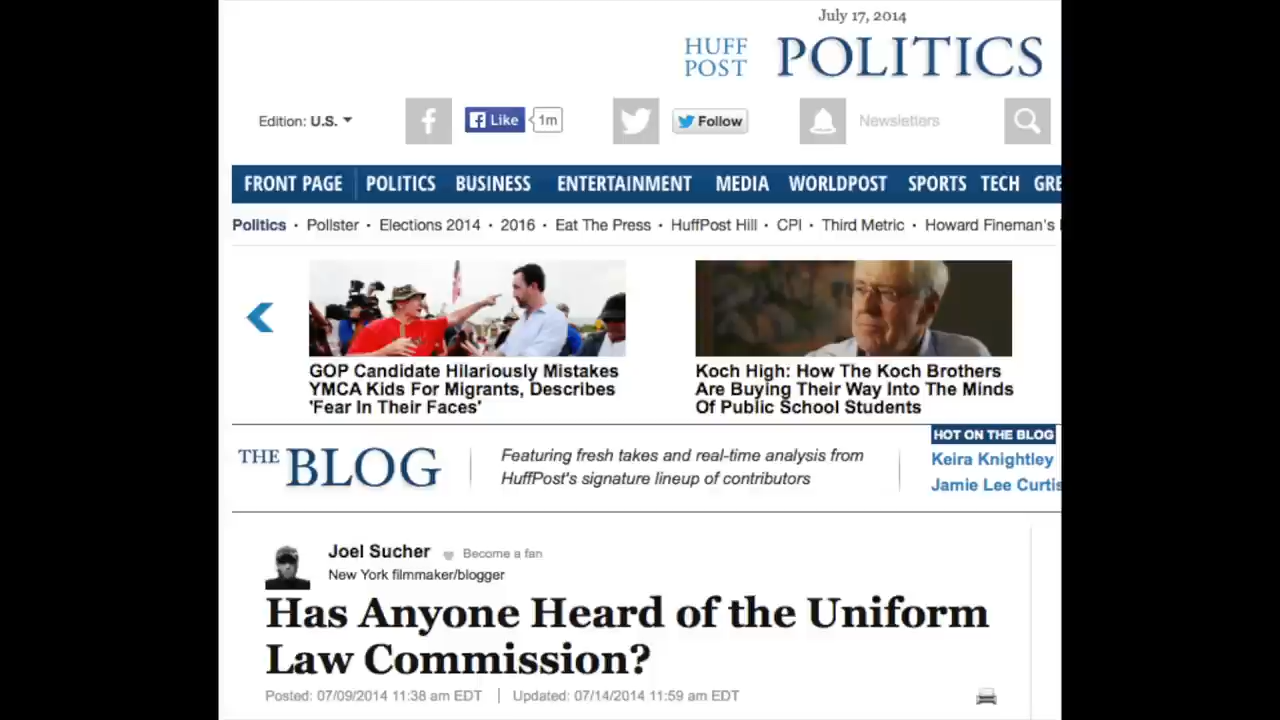 July 17, 2014
HUFF
POST
POLITICS
Edition: U.S.
Like
1m
Follow
Newsletters
FRONT PAGE POLITICS BUSINESS ENTERTAINMENT MEDIA WORLDPOST SPORTS TECH GRE
Politics · Pollster · Elections 2014 · 2016 · Eat The Press · HuffPost Hill · CPI · Third Metric · Howard Fineman's
GOP Candidate Hilariously Mistakes
YMCA Kids For Migrants, Describes
'Fear In Their Faces'
Koch High: How The Koch Brothers
Are Buying Their Way Into The Minds
Of Public School Students
THE BLOG
Featuring fresh takes and real-time analysis from
HuffPost's signature lineup of contributors
HOT ON THE BLOG
Keira Knightley
Jamie Lee Curtis
Joel Sucher
Become a fan
New York filmmaker/blogger
Has Anyone Heard of the Uniform
Law Commission?
Posted: 07/09/2014 11:38 am EDT | Updated: 07/14/2014 11:59 am EDT